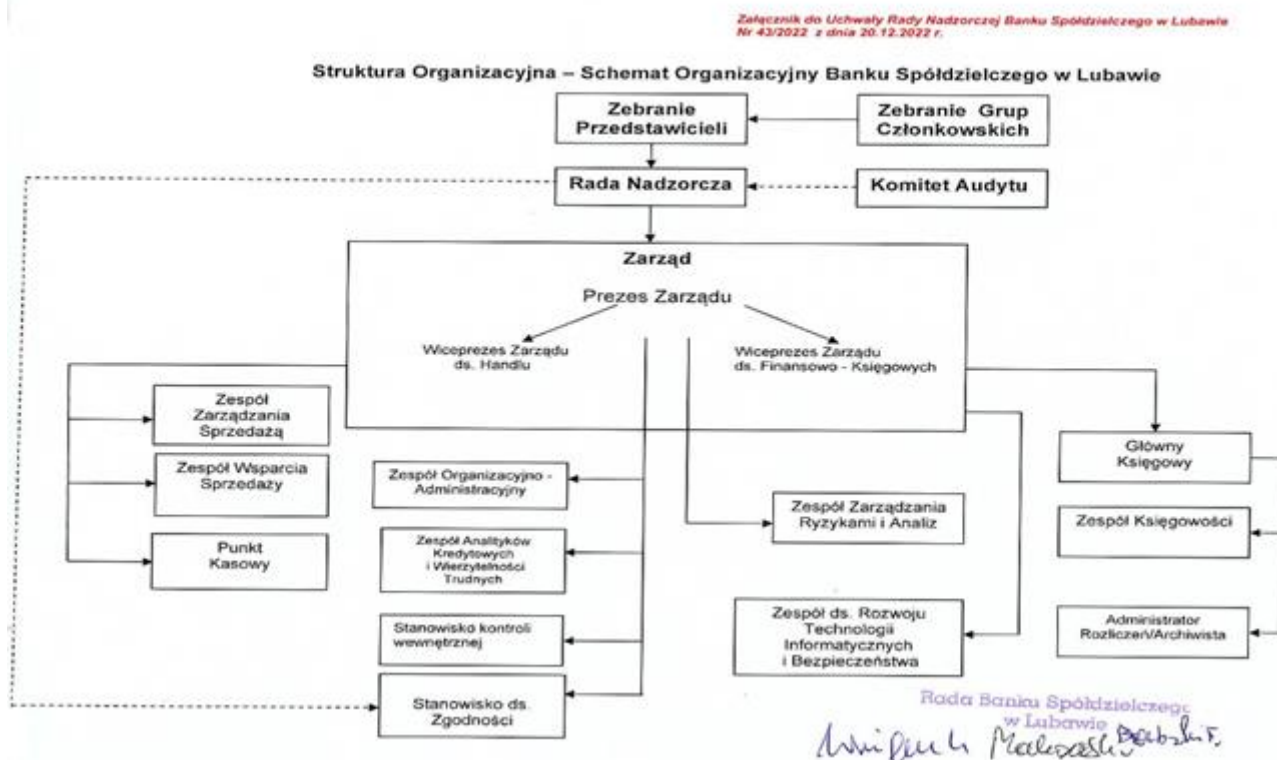 Załącznik do Uchwały Rady Nadzorczej Banku Spółdzielczego w Lubawie
Nr 43/2022 z dnia 20.12.2022 r.
Struktura Organizacyjna – Schemat Organizacyjny Banku Spółdzielczego w Lubawie
Zebranie
Przedstawicieli
Zebranie Grup
Członkowskich
Rada Nadzorcza
Komitet Audytu
Zarząd
Prezes Zarządu
Wiceprezes Zarządu
ds. Handlu
Wiceprezes Zarządu
ds. Finansowo - Księgowych
Zespół
Zarządzania
Sprzedażą
Zespół Wsparcia
Sprzedaży
Punkt
Kasowy
Zespół Organizacyjno -
Administracyjny
Zespół Analityków
Kredytowych
i Wierzytelności
Trudnych
Stanowisko kontroli
wewnętrznej
Stanowisko ds.
Zgodności
Zespół Zarządzania
Ryzykami i Analiz
Zespół ds. Rozwoju
Technologii
Informatycznych
i Bezpieczeństwa
Główny
Księgowy
Zespół Księgowości
Administrator
Rozliczeń/Archiwista
Rada Banku Spółdzielczego
w Lubawie